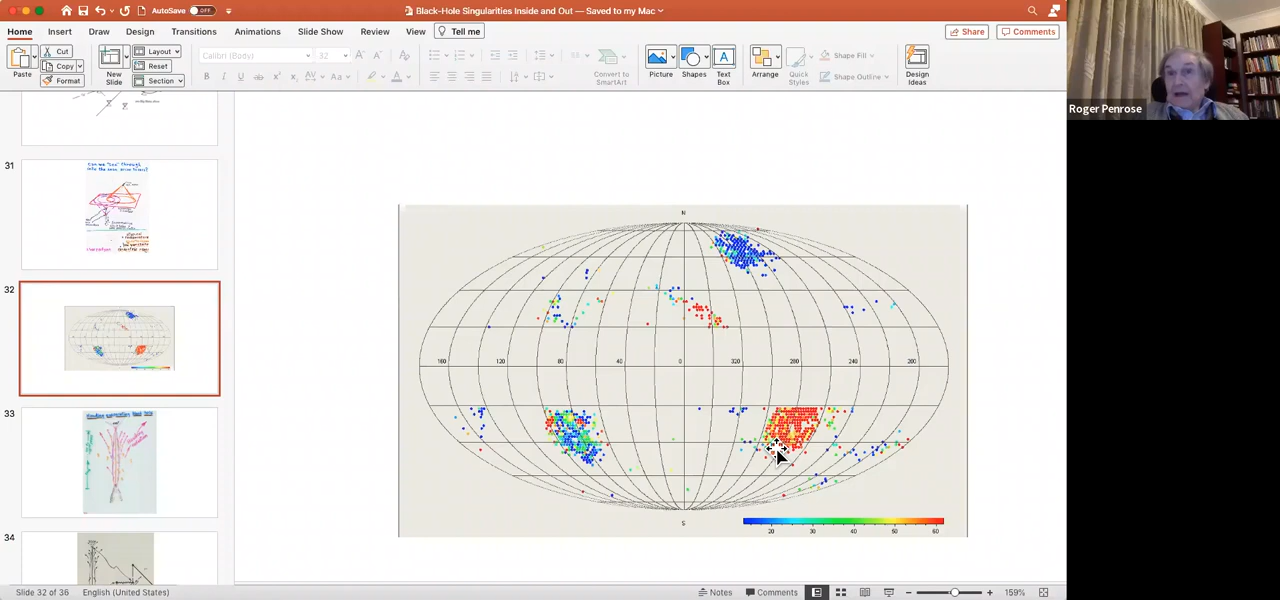 AutoSave OFF
Black-Hole Singularities Inside and Out — Saved to my Mac
Home Insert Draw Design Transitions Animations Slide Show Review View Tell me
Share Comments
Paste
Cut
Copy
Format
New Slide
Layout
Reset
Section
Calibri (Body) 32
Convert to SmartArt
Picture
Shapes
Text Box
Arrange
Quick Styles
Shape Fill
Shape Outline
Design Ideas
Roger Penrose
31
32
33
34
N
160 120 80 40 0 320 280 240 200
S
20 30 40 50 60
Slide 32 of 36 English (United States) Notes Comments 159%